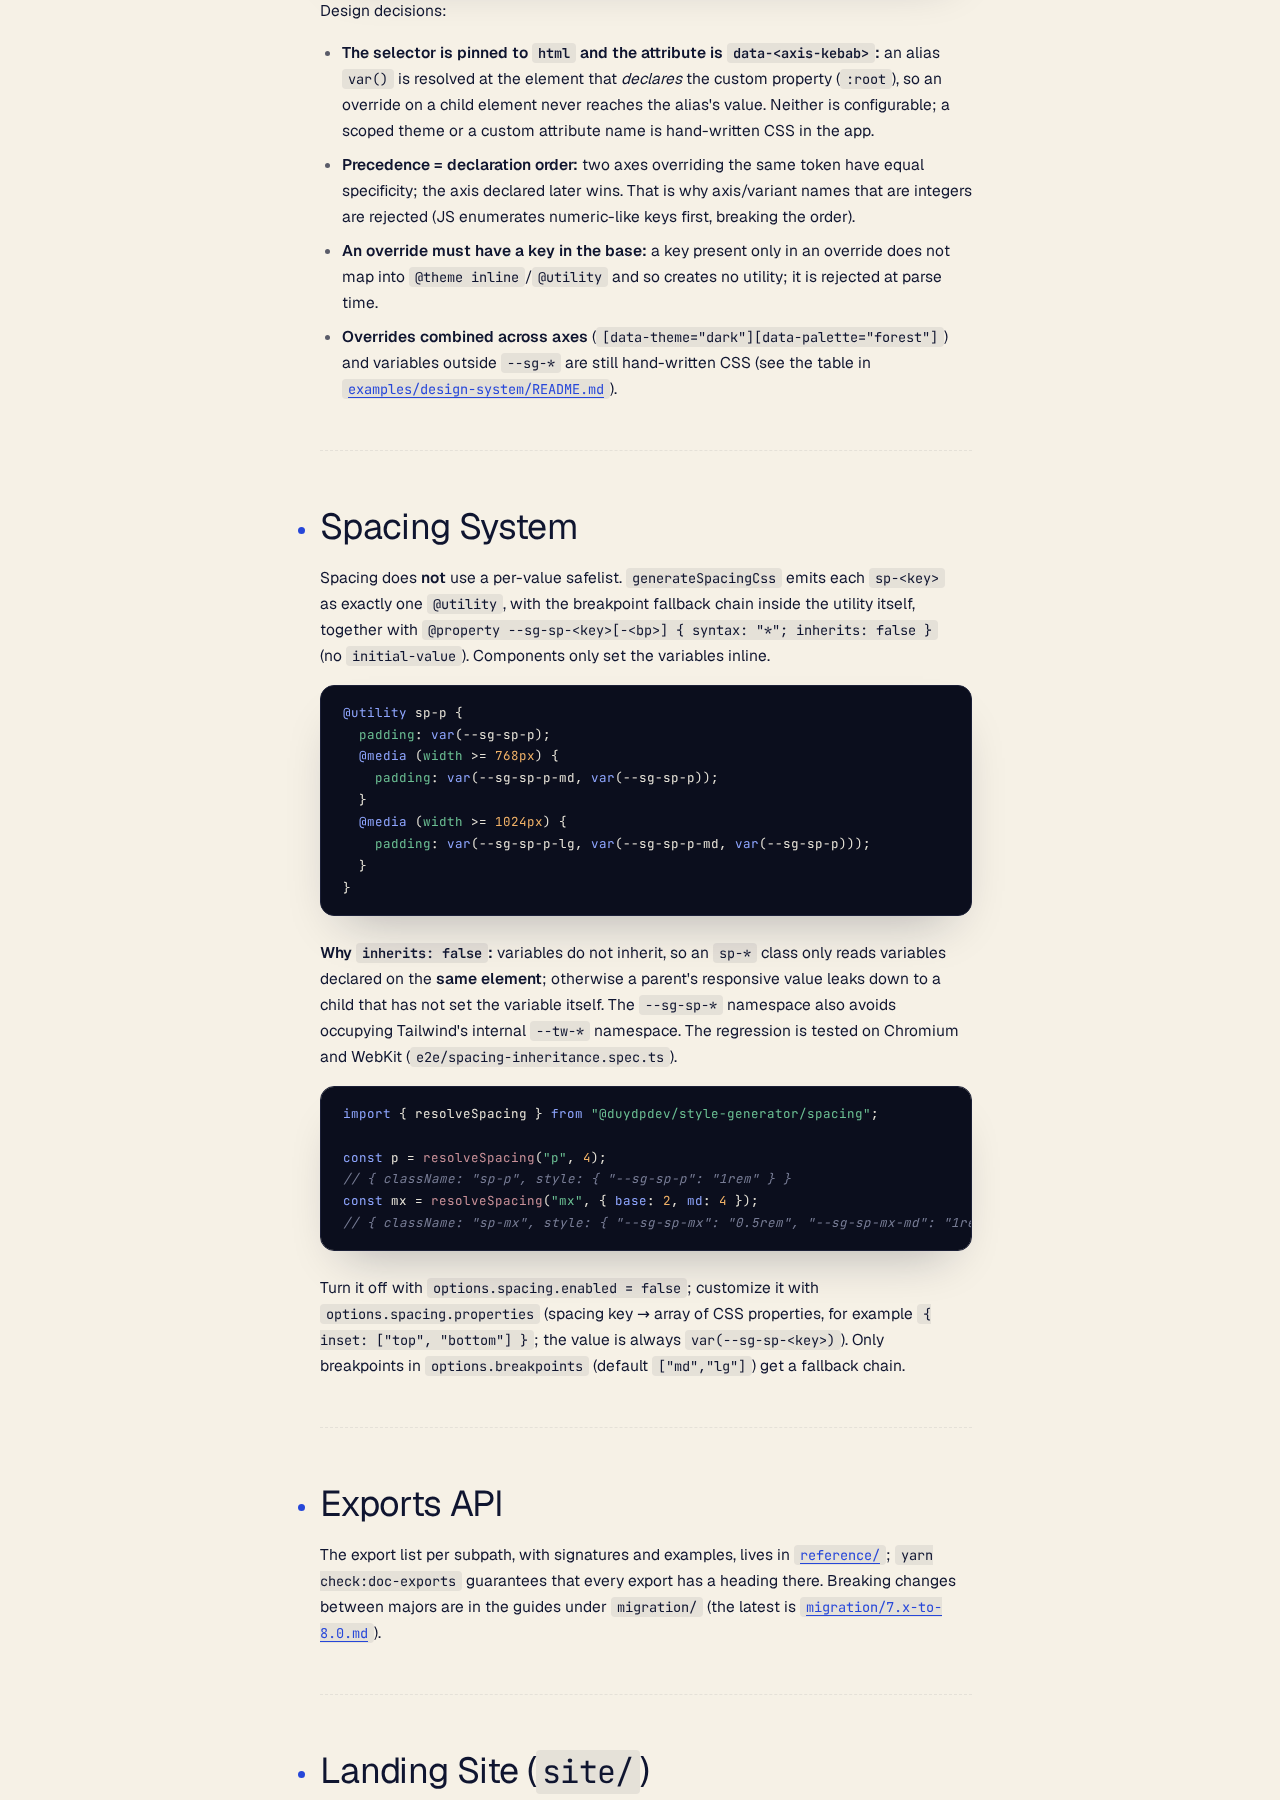 Design decisions:
• The selector is pinned to html and the attribute is data-<axis-kebab>: an alias
var() is resolved at the element that declares the custom property ( :root ), so an
override on a child element never reaches the alias's value. Neither is configurable; a
scoped theme or a custom attribute name is hand-written CSS in the app.
• Precedence = declaration order: two axes overriding the same token have equal
specificity; the axis declared later wins. That is why axis/variant names that are integers
are rejected (JS enumerates numeric-like keys first, breaking the order).
• An override must have a key in the base: a key present only in an override does not
map into @theme inline / @utility and so creates no utility; it is rejected at parse
time.
• Overrides combined across axes ( [data-theme="dark"][data-palette="forest"] )
and variables outside --sg-* are still hand-written CSS (see the table in
examples/design-system/README.md ).
Spacing System
Spacing does not use a per-value safelist. generateSpacingCss emits each sp-<key>
as exactly one @utility , with the breakpoint fallback chain inside the utility itself,
together with @property --sg-sp-<key>[-<bp>] { syntax: "*"; inherits: false }
(no initial-value ). Components only set the variables inline.
@utility sp-p {
  padding: var(--sg-sp-p);
  @media (width >= 768px) {
    padding: var(--sg-sp-p-md, var(--sg-sp-p));
  }
  @media (width >= 1024px) {
    padding: var(--sg-sp-p-lg, var(--sg-sp-p-md, var(--sg-sp-p)));
  }
}
Why inherits: false : variables do not inherit, so an sp-* class only reads variables
declared on the same element; otherwise a parent's responsive value leaks down to a
child that has not set the variable itself. The --sg-sp-* namespace also avoids
occupying Tailwind's internal --tw-* namespace. The regression is tested on Chromium
and WebKit ( e2e/spacing-inheritance.spec.ts ).
import { resolveSpacing } from "@duydpdev/style-generator/spacing";
const p = resolveSpacing("p", 4);
// { className: "sp-p", style: { "--sg-sp-p": "1rem" } }
const mx = resolveSpacing("mx", { base: 2, md: 4 });
// { className: "sp-mx", style: { "--sg-sp-mx": "0.5rem", "--sg-sp-mx-md": "1re
Turn it off with options.spacing.enabled = false ; customize it with
options.spacing.properties (spacing key → array of CSS properties, for example {
inset: ["top", "bottom"] } ; the value is always var(--sg-sp-<key>) ). Only
breakpoints in options.breakpoints (default ["md","lg"] ) get a fallback chain.
Exports API
The export list per subpath, with signatures and examples, lives in reference/ ; yarn
check:doc-exports guarantees that every export has a heading there. Breaking changes
between majors are in the guides under migration/ (the latest is migration/7.x-to-
8.0.md ).
Landing Site (site/)